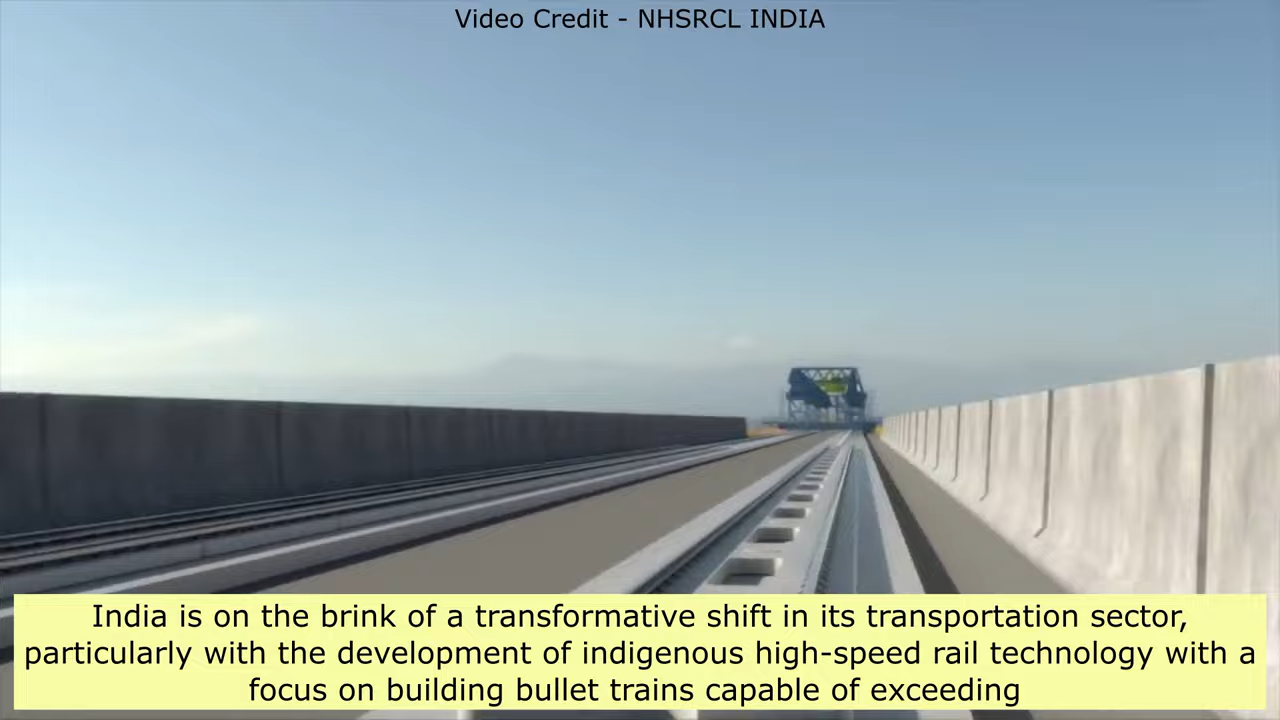 Video Credit - NHSRCL INDIA
India is on the brink of a transformative shift in its transportation sector,
particularly with the development of indigenous high-speed rail technology with a
focus on building bullet trains capable of exceeding